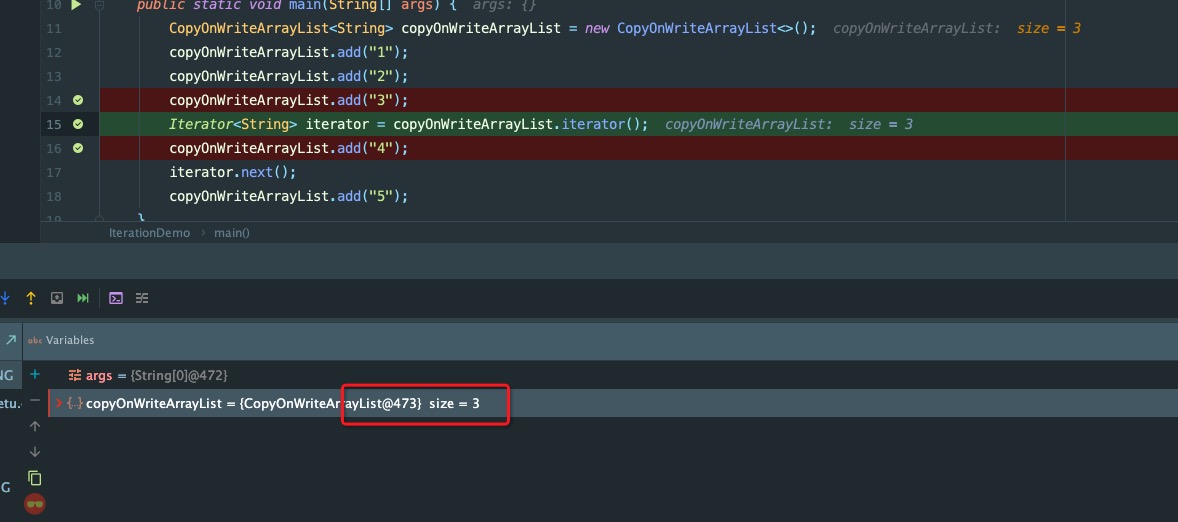 10 public static void main(String[] args) { args: {}
11 CopyOnWriteArrayList<String> copyOnWriteArrayList = new CopyOnWriteArrayList<>(); copyOnWriteArrayList: size = 3
12 copyOnWriteArrayList.add("1");
13 copyOnWriteArrayList.add("2");
14 copyOnWriteArrayList.add("3");
15 Iterator<String> iterator = copyOnWriteArrayList.iterator(); copyOnWriteArrayList: size = 3
16 copyOnWriteArrayList.add("4");
17 iterator.next();
18 copyOnWriteArrayList.add("5");
19 }
IterationDemo › main()
abc Variables
NG
args = {String[0]@472}
etu.
{..} copyOnWriteArrayList = {CopyOnWriteArrayList@473} size = 3
G